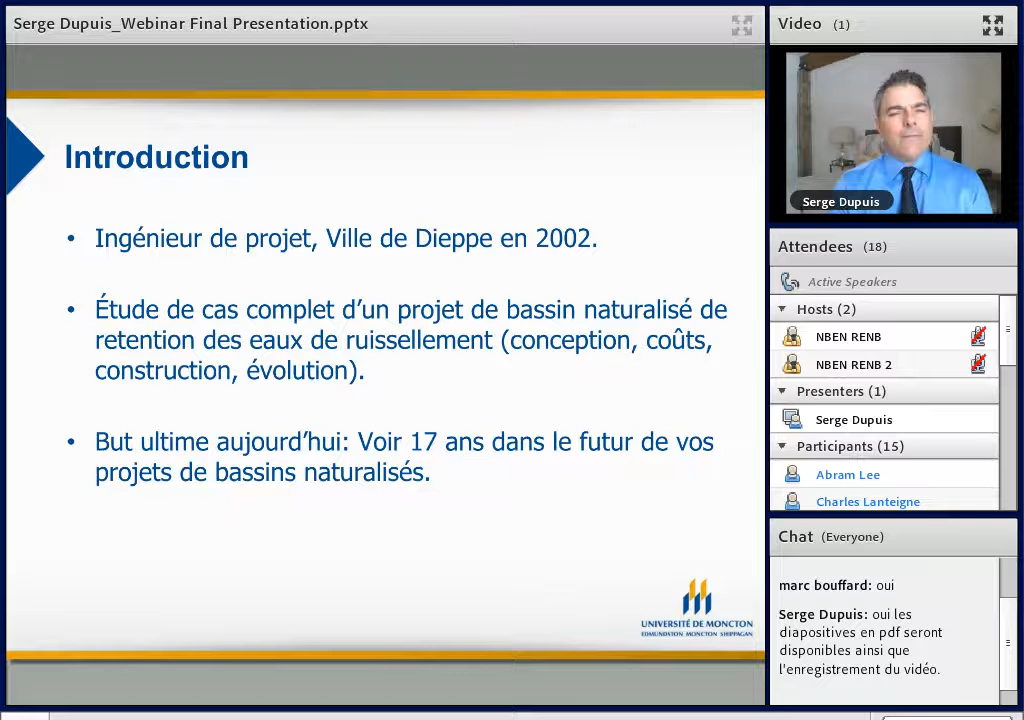 Serge Dupuis_Webinar Final Presentation.pptx
Introduction
• Ingénieur de projet, Ville de Dieppe en 2002.
• Étude de cas complet d’un projet de bassin naturalisé de
retention des eaux de ruissellement (conception, coûts,
construction, évolution).
• But ultime aujourd’hui: Voir 17 ans dans le futur de vos
projets de bassins naturalisés.
UNIVERSITÉ DE MONCTON
EDMUNDSTON MONCTON SHIPPAGAN
Video (1)
Serge Dupuis
Attendees (18)
Active Speakers
Hosts (2)
NBEN RENB
NBEN RENB 2
Presenters (1)
Serge Dupuis
Participants (15)
Abram Lee
Charles Lanteigne
Chat (Everyone)
marc bouffard: oui
Serge Dupuis: oui les
diapositives en pdf seront
disponibles ainsi que
l'enregistrement du vidéo.